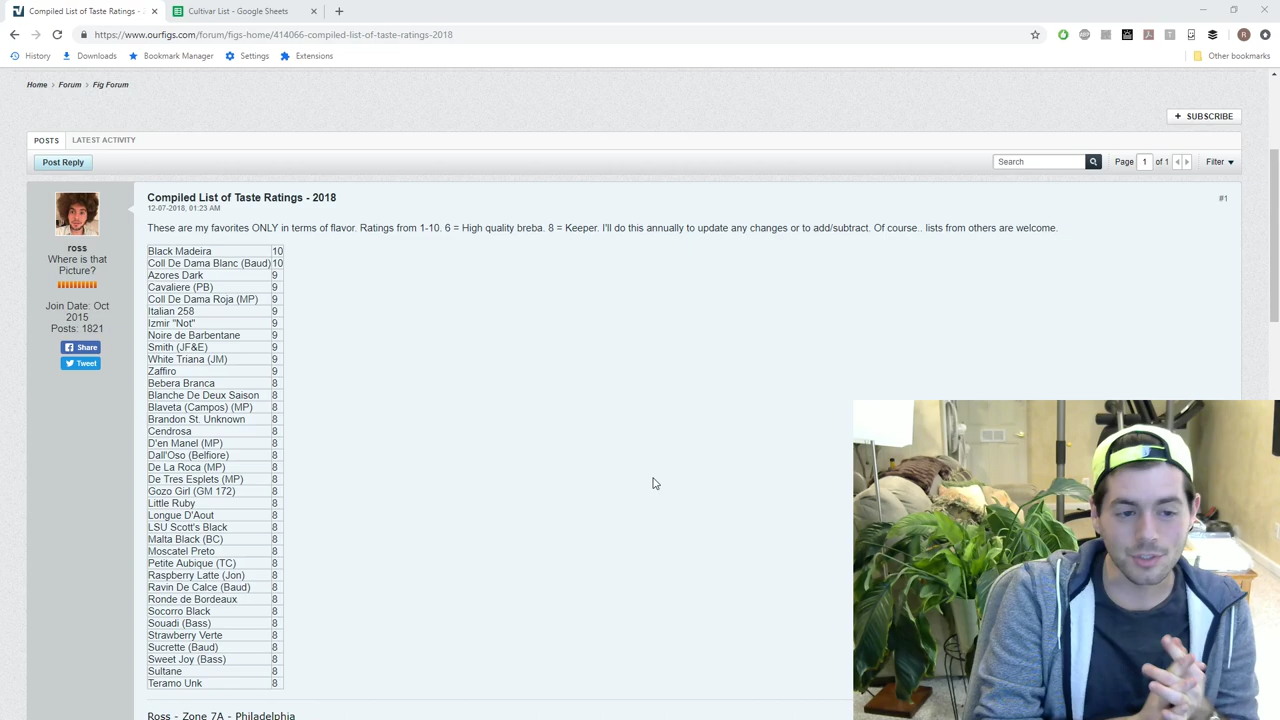 Compiled List of Taste Ratings - 2
Cultivar List - Google Sheets
https://www.ourfigs.com/forum/figs-home/414066-compiled-list-of-taste-ratings-2018
History Downloads Bookmark Manager Settings Extensions Other bookmarks
Home > Forum > Fig Forum
+ SUBSCRIBE
POSTS LATEST ACTIVITY
Post Reply Search Page 1 of 1 Filter
Compiled List of Taste Ratings - 2018
12-07-2018, 01:23 AM
#1
These are my favorites ONLY in terms of flavor. Ratings from 1-10. 6 = High quality breba. 8 = Keeper. I'll do this annually to update any changes or to add/subtract. Of course.. lists from others are welcome.
ross
Where is that
Picture?
Join Date: Oct
2015
Posts: 1821
Share
Tweet
Black Madeira 10
Coll De Dama Blanc (Baud) 10
Azores Dark 9
Cavaliere (PB) 9
Coll De Dama Roja (MP) 9
Italian 258 9
Izmir "Not" 9
Noire de Barbentane 9
Smith (JF&E) 9
White Triana (JM) 9
Zaffiro 9
Bebera Branca 8
Blanche De Deux Saison 8
Blaveta (Campos) (MP) 8
Brandon St. Unknown 8
Cendrosa 8
D'en Manel (MP) 8
Dall'Oso (Belfiore) 8
De La Roca (MP) 8
De Tres Esplets (MP) 8
Gozo Girl (GM 172) 8
Little Ruby 8
Longue D'Aout 8
LSU Scott's Black 8
Malta Black (BC) 8
Moscatel Preto 8
Petite Aubique (TC) 8
Raspberry Latte (Jon) 8
Ravin De Calce (Baud) 8
Ronde de Bordeaux 8
Socorro Black 8
Souadi (Bass) 8
Strawberry Verte 8
Sucrette (Baud) 8
Sweet Joy (Bass) 8
Sultane 8
Teramo Unk 8
Ross - Zone 7A - Philadelphia